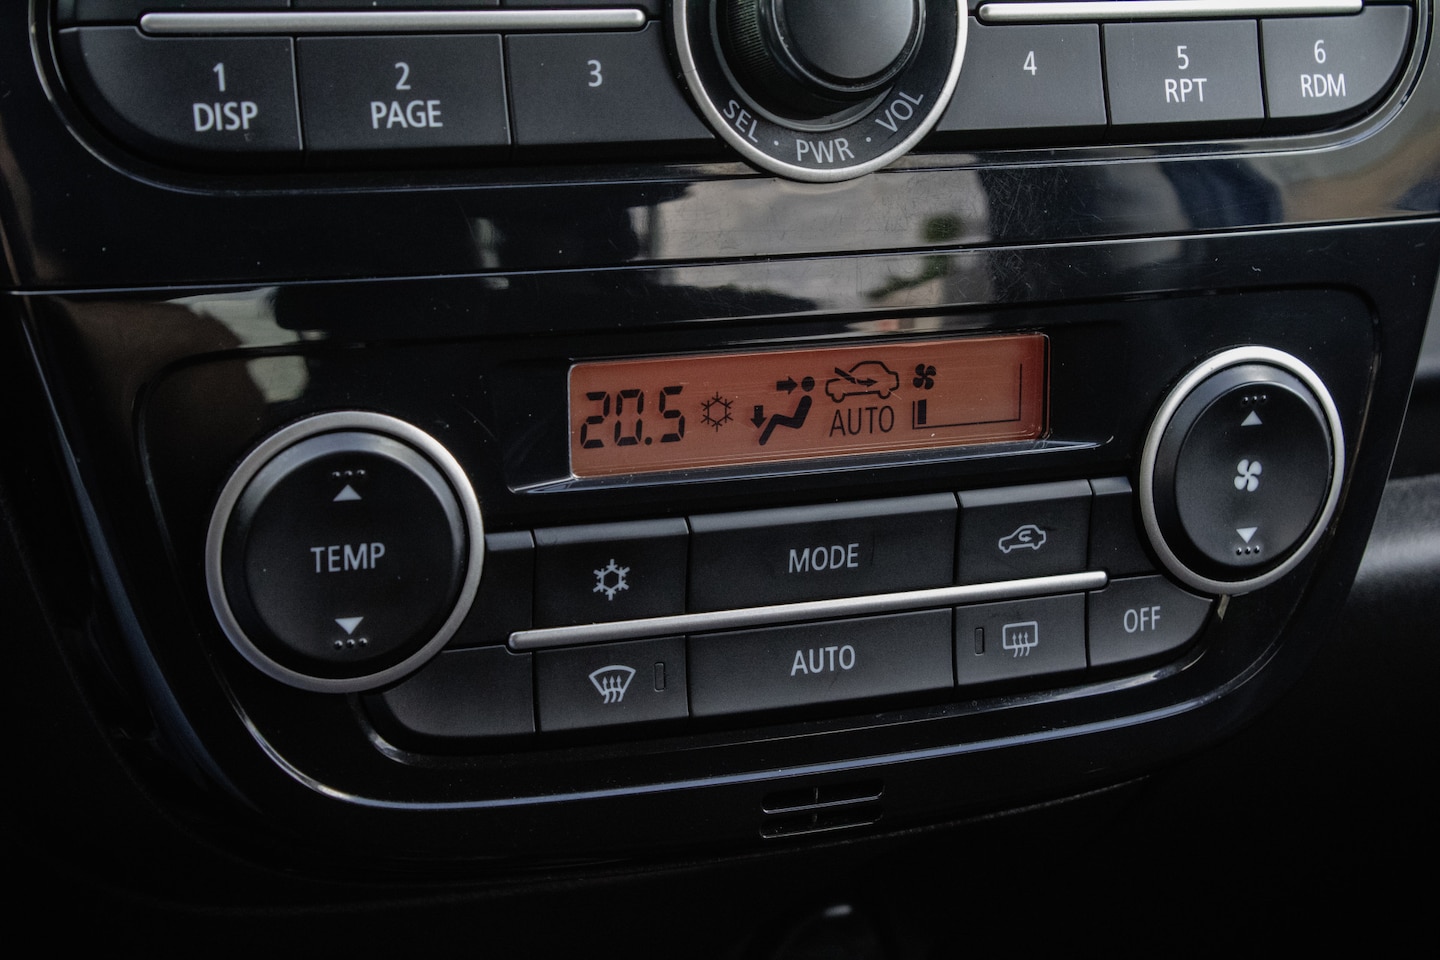 1
DISP
2
PAGE
3
4
5
RPT
6
RDM
SEL · PWR · VOL
20.5
AUTO
TEMP
MODE
AUTO
OFF